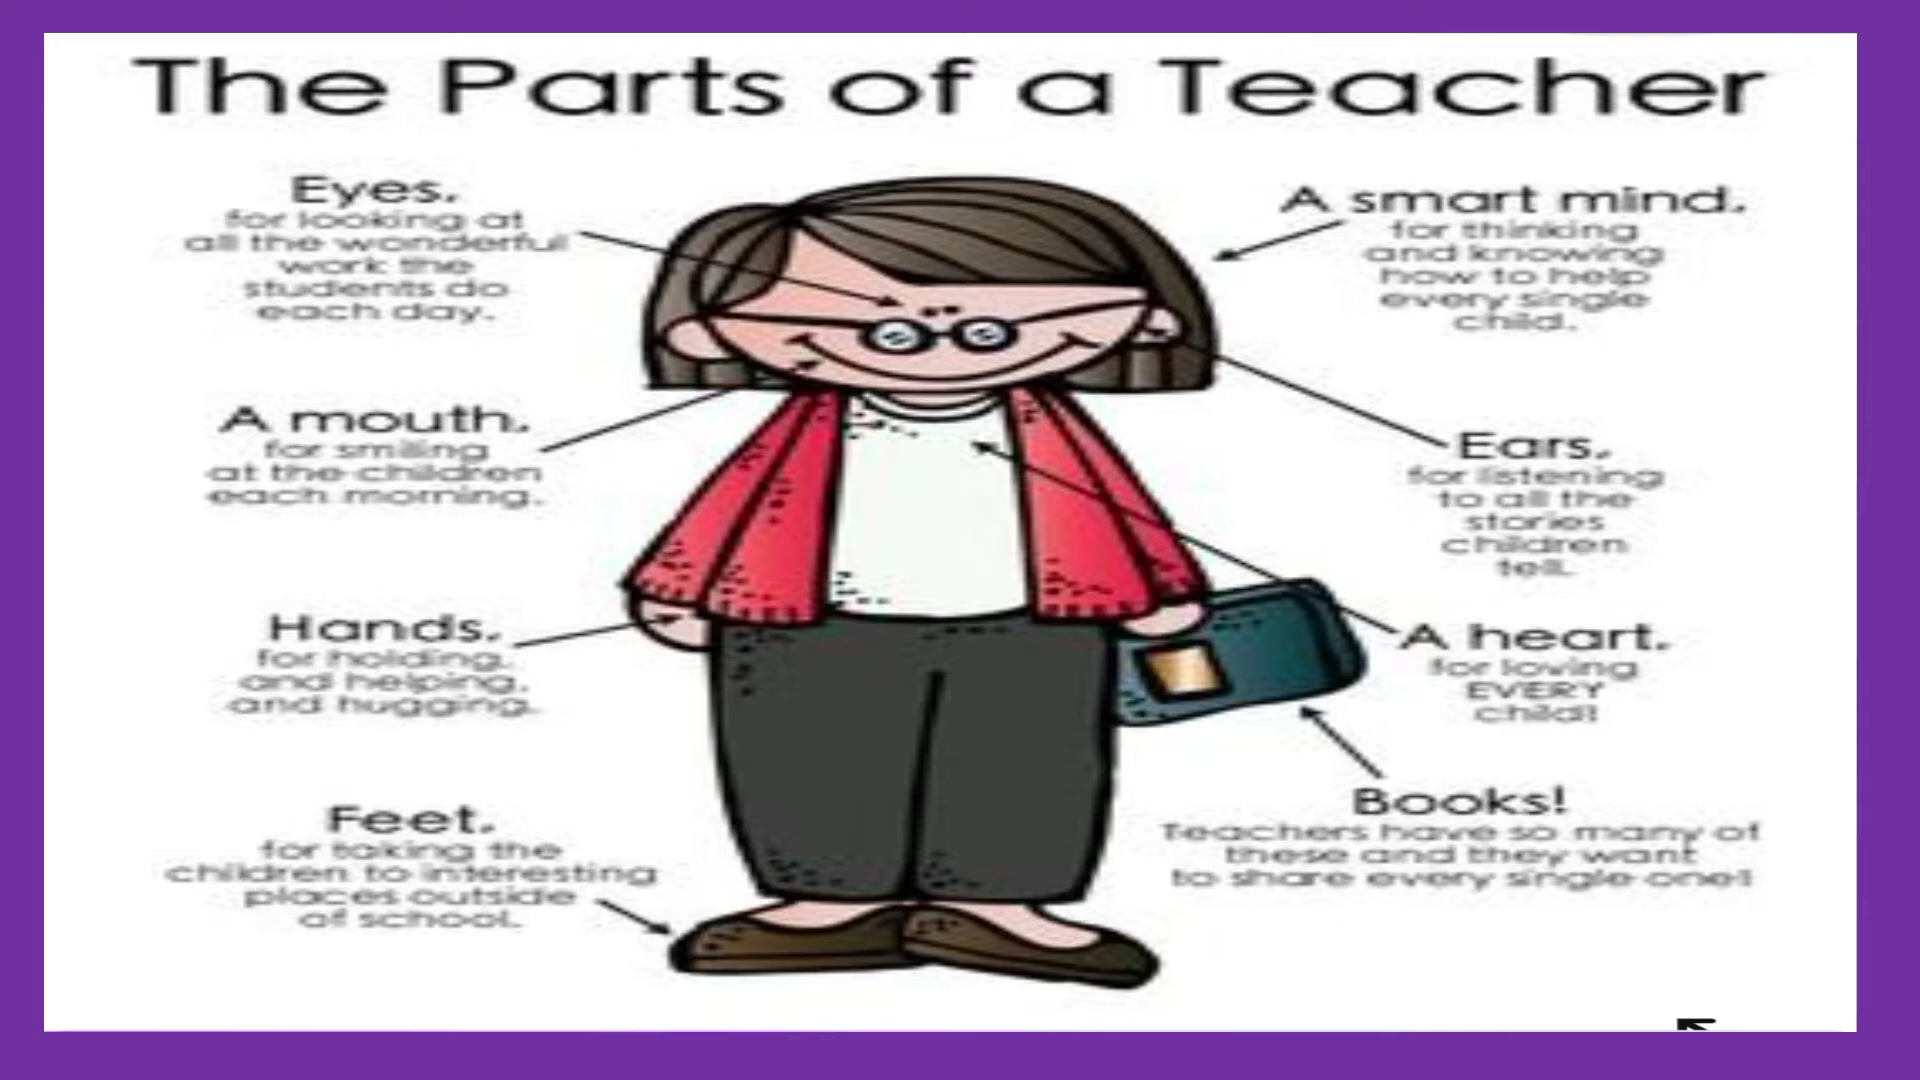 The Parts of a Teacher
Eyes,
for looking at
all the wonderful
work the
students do
each day.
A mouth,
for smiling
at the children
each morning.
Hands,
for holding,
and helping,
and hugging.
Feet,
for taking the
children to interesting
places outside
of school.
A smart mind,
for thinking
and knowing
how to help
every single
child.
Ears,
for listening
to all the
stories
children
tell.
A heart,
for loving
EVERY
child!
Books!
Teachers have so many of
these and they want
to share every single one!